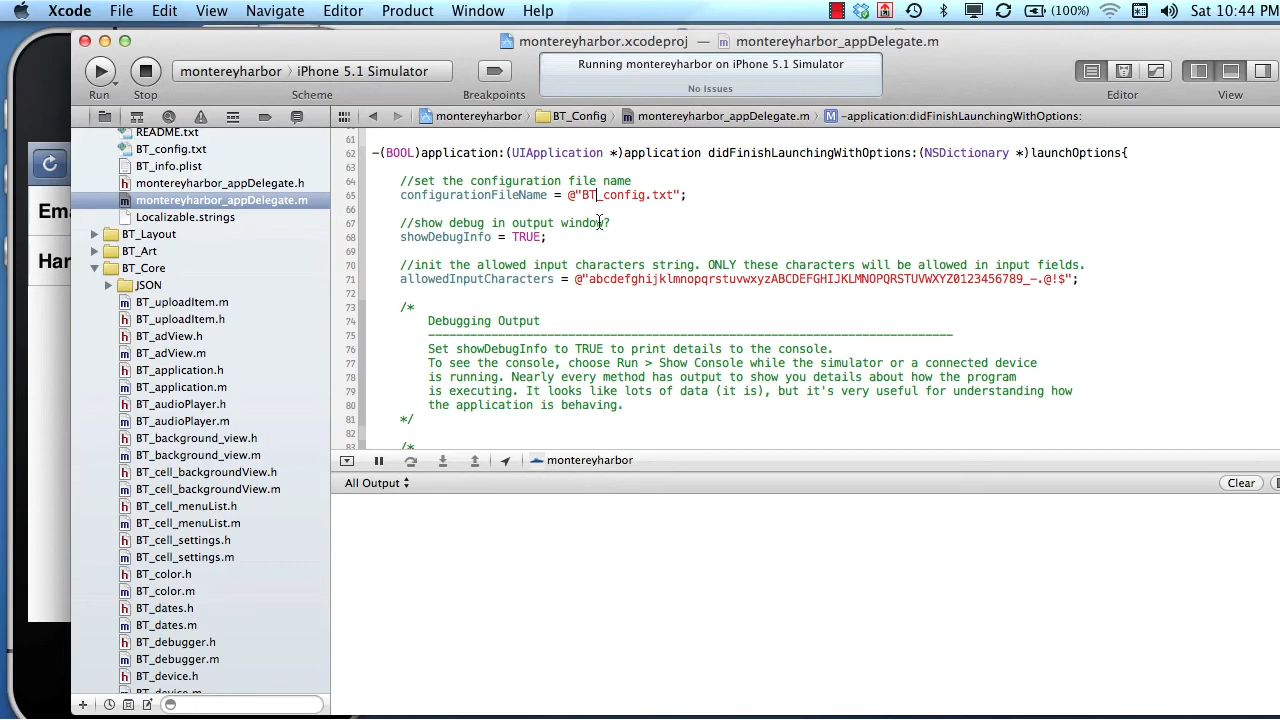 Xcode File Edit View Navigate Editor Product Window Help (100%) Sat 10:44 PM
montereyharbor.xcodeproj — montereyharbor_appDelegate.m
montereyharbor iPhone 5.1 Simulator
Running montereyharbor on iPhone 5.1 Simulator
No Issues
Run Stop Scheme Breakpoints Editor View
montereyharbor BT_Config montereyharbor_appDelegate.m -application:didFinishLaunchingWithOptions:
Ema
Har
README.txt
BT_config.txt
BT_info.plist
montereyharbor_appDelegate.h
montereyharbor_appDelegate.m
Localizable.strings
BT_Layout
BT_Art
BT_Core
JSON
BT_uploadItem.m
BT_uploadItem.h
BT_adView.h
BT_adView.m
BT_application.h
BT_application.m
BT_audioPlayer.h
BT_audioPlayer.m
BT_background_view.h
BT_background_view.m
BT_cell_backgroundView.h
BT_cell_backgroundView.m
BT_cell_menuList.h
BT_cell_menuList.m
BT_cell_settings.h
BT_cell_settings.m
BT_color.h
BT_color.m
BT_dates.h
BT_dates.m
BT_debugger.h
BT_debugger.m
BT_device.h
61
62 -(BOOL)application:(UIApplication *)application didFinishLaunchingWithOptions:(NSDictionary *)launchOptions{
63
64 //set the configuration file name
65 configurationFileName = @"BT_config.txt";
66
67 //show debug in output window?
68 showDebugInfo = TRUE;
69
70 //init the allowed input characters string. ONLY these characters will be allowed in input fields.
71 allowedInputCharacters = @"abcdefghijklmnopqrstuvwxyzABCDEFGHIJKLMNOPQRSTUVWXYZ0123456789_-.@!$";
72
73 /*
74 Debugging Output
75 ---------------------------------------------------------------------------
76 Set showDebugInfo to TRUE to print details to the console.
77 To see the console, choose Run > Show Console while the simulator or a connected device
78 is running. Nearly every method has output to show you details about how the program
79 is executing. It looks like lots of data (it is), but it's very useful for understanding how
80 the application is behaving.
81 */
82
83 /*
montereyharbor
All Output Clear